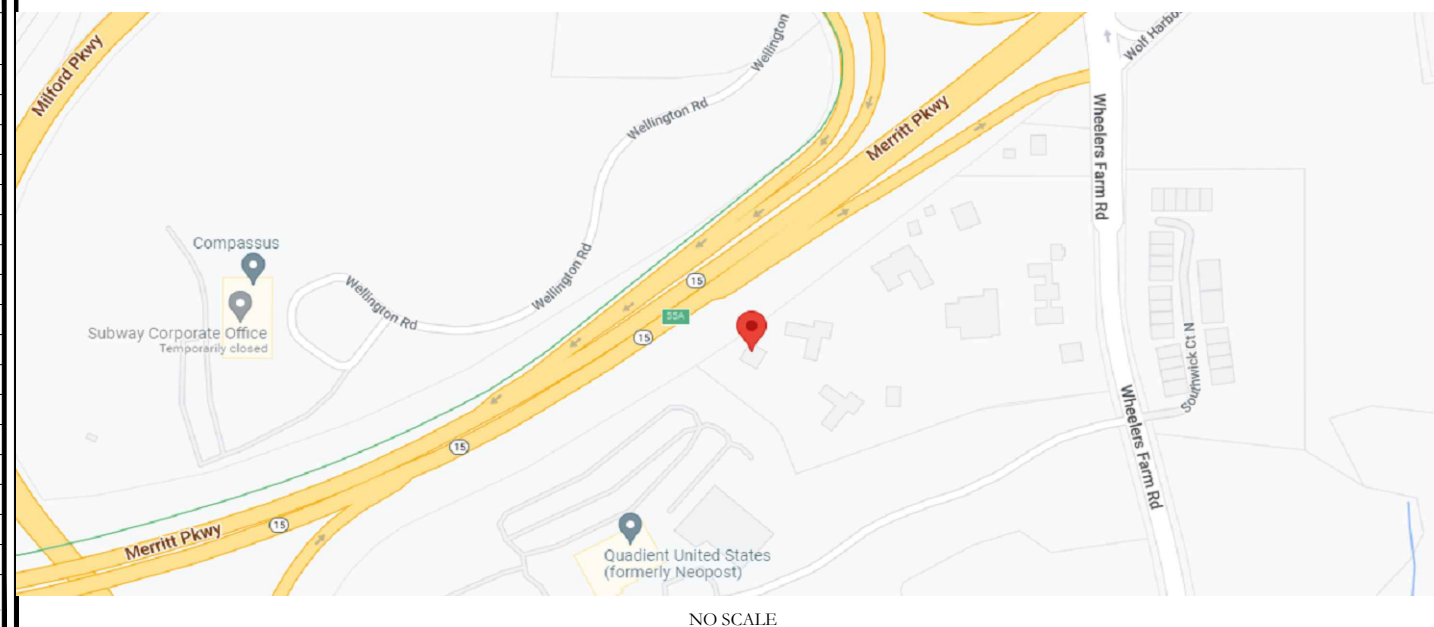 Milford Pkwy
Wellington
Wolf Harbo
Wellington Rd
Merritt Pkwy
Wheelers Farm Rd
Compassus
Wellington Rd
15
Subway Corporate Office
Temporarily closed
Wellington Rd
55A
15
Southwick Ct N
Wheelers Farm Rd
15
15
Merritt Pkwy
Quadient United States
(formerly Neopost)
NO SCALE